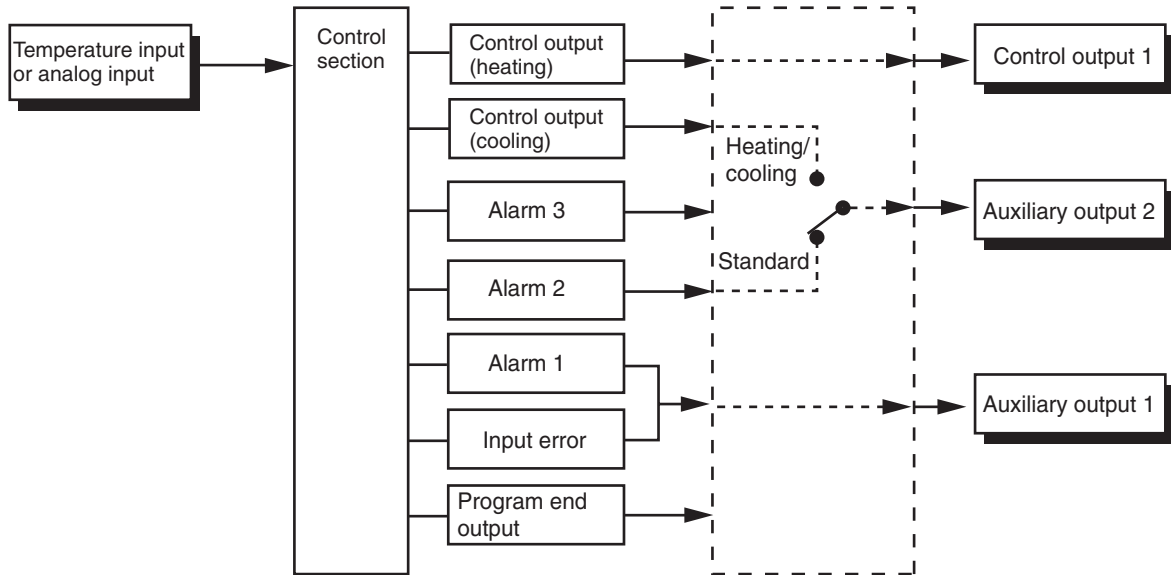 Temperature input
or analog input
Control
section
Control output
(heating)
Control output
(cooling)
Alarm 3
Alarm 2
Alarm 1
Input error
Program end
output
Heating/
cooling
Standard
Control output 1
Auxiliary output 2
Auxiliary output 1